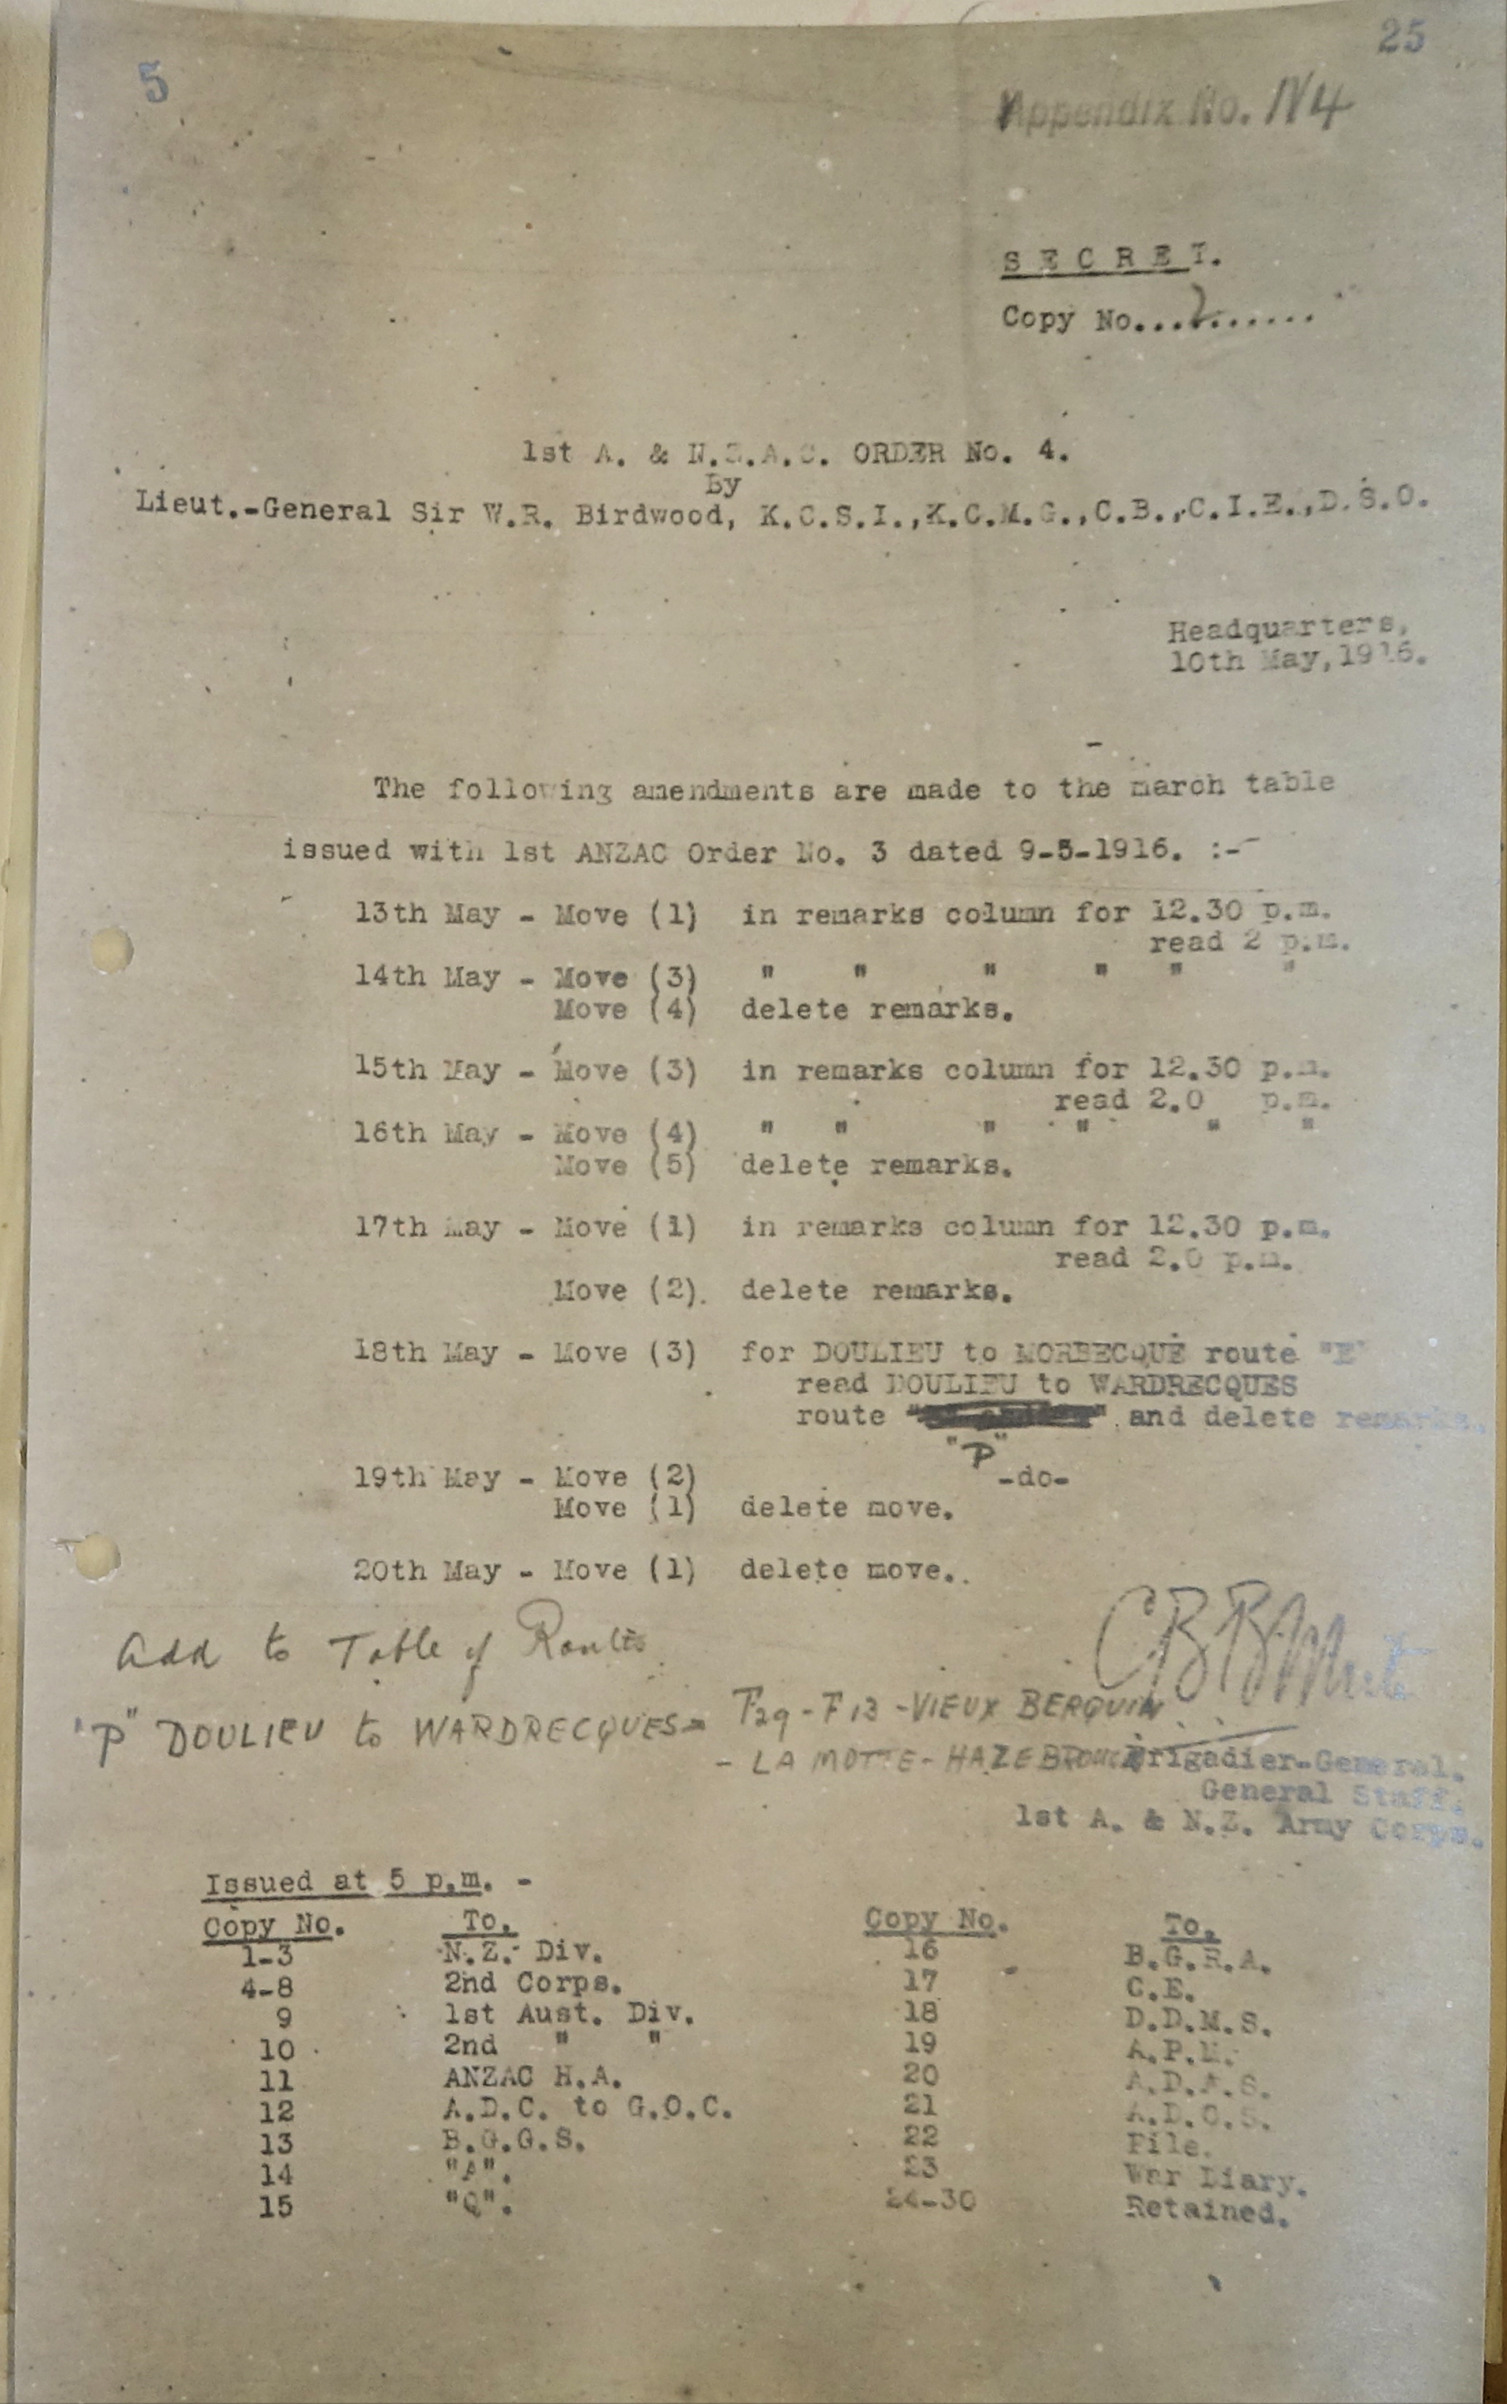 5
25
Appendix No. 4
SECRET.
Copy No...2......
1st A. & N.Z.A.C. ORDER No. 4.
By
Lieut.-General Sir W.R. Birdwood, K.C.S.I.,K.C.M.G.,C.B.,C.I.E.,D.S.O.
Headquarters,
10th May,1916.
The following amendments are made to the march table
issued with 1st ANZAC Order No. 3 dated 9-5-1916. :-
13th May - Move (1) in remarks column for 12.30 p.m.
read 2 p.m.
14th May - Move (3) " " " " " "
Move (4) delete remarks.
15th May - Move (3) in remarks column for 12.30 p.m.
read 2.0 p.m.
16th May - Move (4) " " " " " "
Move (5) delete remarks.
17th May - Move (1) in remarks column for 12.30 p.m.
read 2.0 p.m.
Move (2) delete remarks.
18th May - Move (3) for DOULIEU to MORBECQUE route "E"
read DOULIEU to WARDRECQUES
route " " and delete remarks.
"P"
19th May - Move (2) -do-
Move (1) delete move.
20th May - Move (1) delete move.
Add to Table of Routes
"P" DOULIEU to WARDRECQUES = F29 - F13 - VIEUX BERQUIN
- LA MOTTE - HAZEBROUCK
Brigadier-General.
General Staff.
1st A. & N.Z. Army Corps.
Issued at 5 p.m. -
Copy No. To. Copy No. To.
1-3 N.Z. Div. 16 B.G.R.A.
4-8 2nd Corps. 17 C.E.
9 1st Aust. Div. 18 D.D.M.S.
10 2nd " " 19 A.P.M.
11 ANZAC H.A. 20 A.D.A.S.
12 A.D.C. to G.O.C. 21 A.D.O.S.
13 B.G.G.S. 22 File.
14 "A". 23 War Diary.
15 "Q". 24-30 Retained.